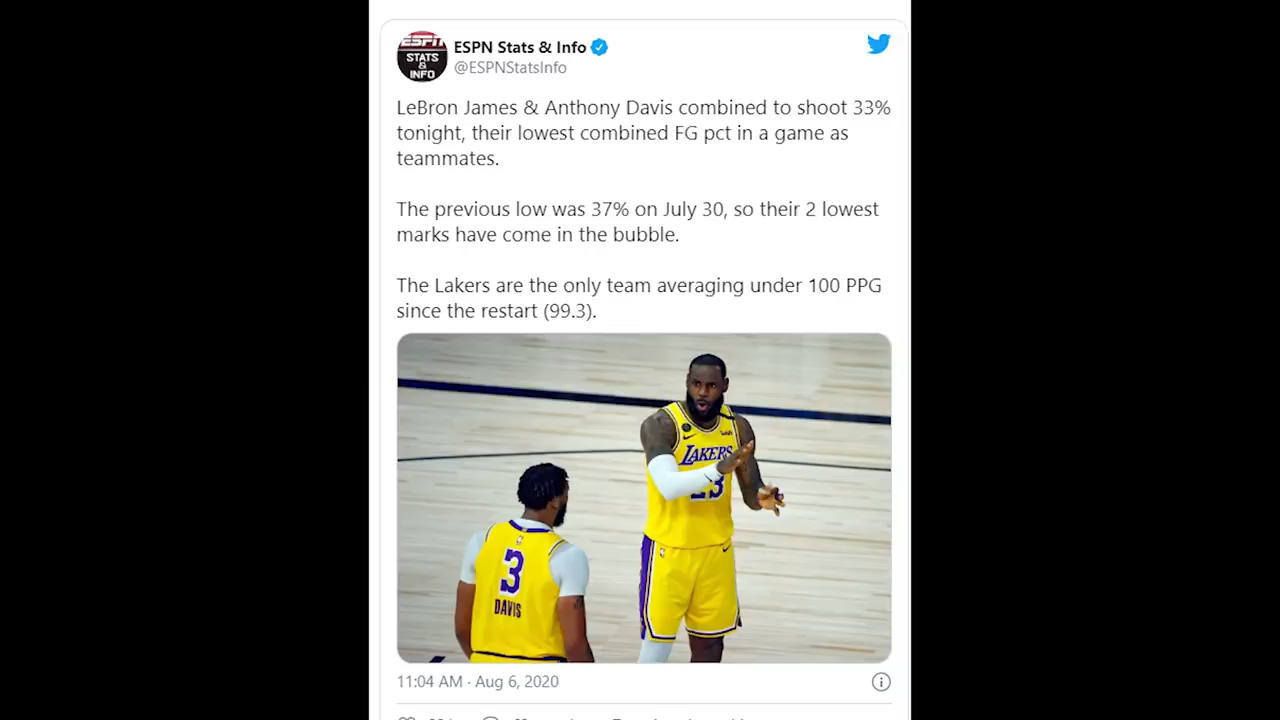 ESPN
STATS
&
INFO
ESPN Stats & Info
@ESPNStatsInfo
LeBron James & Anthony Davis combined to shoot 33%
tonight, their lowest combined FG pct in a game as
teammates.
The previous low was 37% on July 30, so their 2 lowest
marks have come in the bubble.
The Lakers are the only team averaging under 100 PPG
since the restart (99.3).
LAKERS
23
3
DAVIS
11:04 AM · Aug 6, 2020